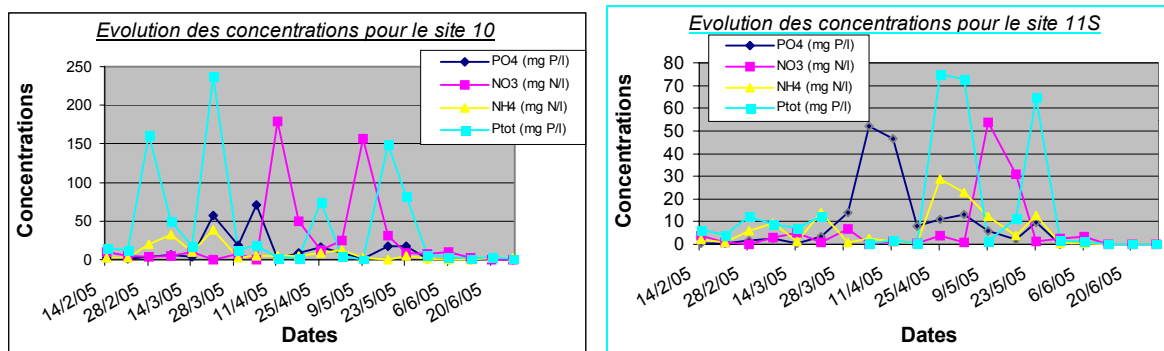 Evolution des concentrations pour le site 10
PO4 (mg P/l)
NO3 (mg N/l)
NH4 (mg N/l)
Ptot (mg P/l)
Concentrations
250
200
150
100
50
0
14/2/05
28/2/05
14/3/05
28/3/05
11/4/05
25/4/05
9/5/05
23/5/05
6/6/05
20/6/05
Dates
Evolution des concentrations pour le site 11S
PO4 (mg P/l)
NO3 (mg N/l)
NH4 (mg N/l)
Ptot (mg P/l)
Concentrations
80
70
60
50
40
30
20
10
0
14/2/05
28/2/05
14/3/05
28/3/05
11/4/05
25/4/05
9/5/05
23/5/05
6/6/05
20/6/05
Dates